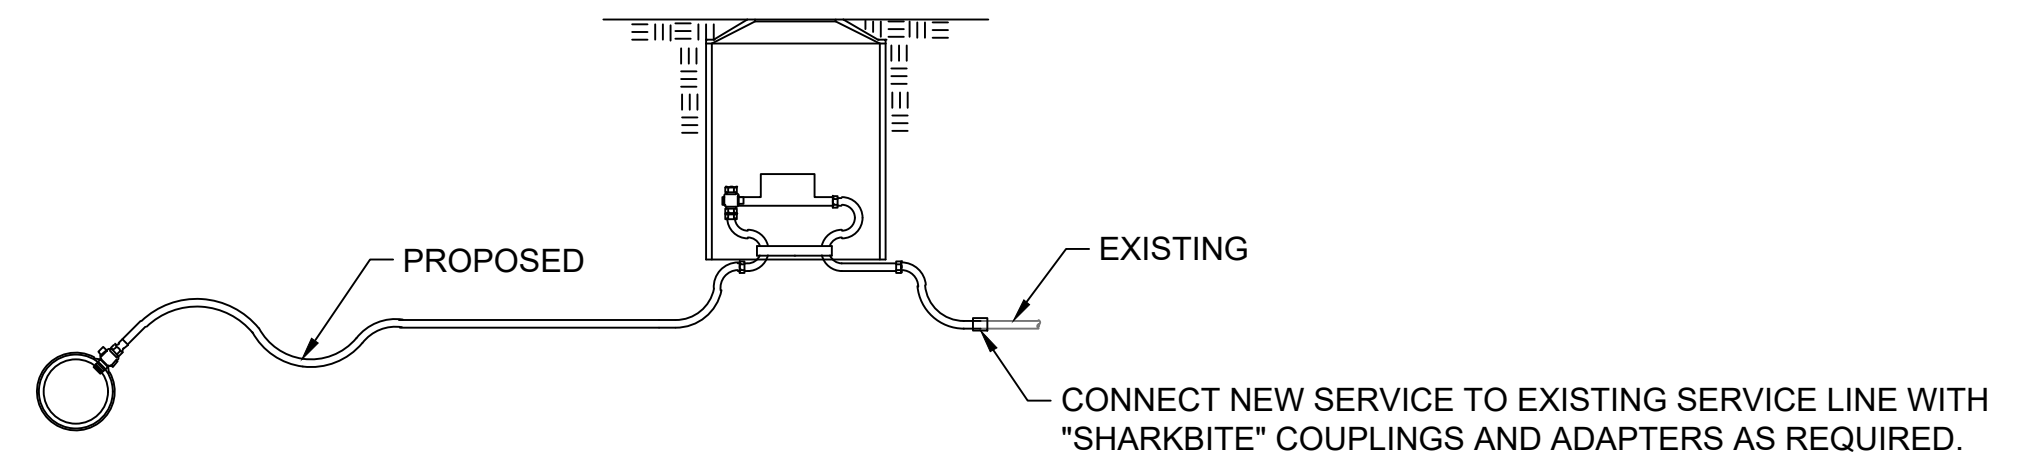 PROPOSED
EXISTING
CONNECT NEW SERVICE TO EXISTING SERVICE LINE WITH
"SHARKBITE" COUPLINGS AND ADAPTERS AS REQUIRED.